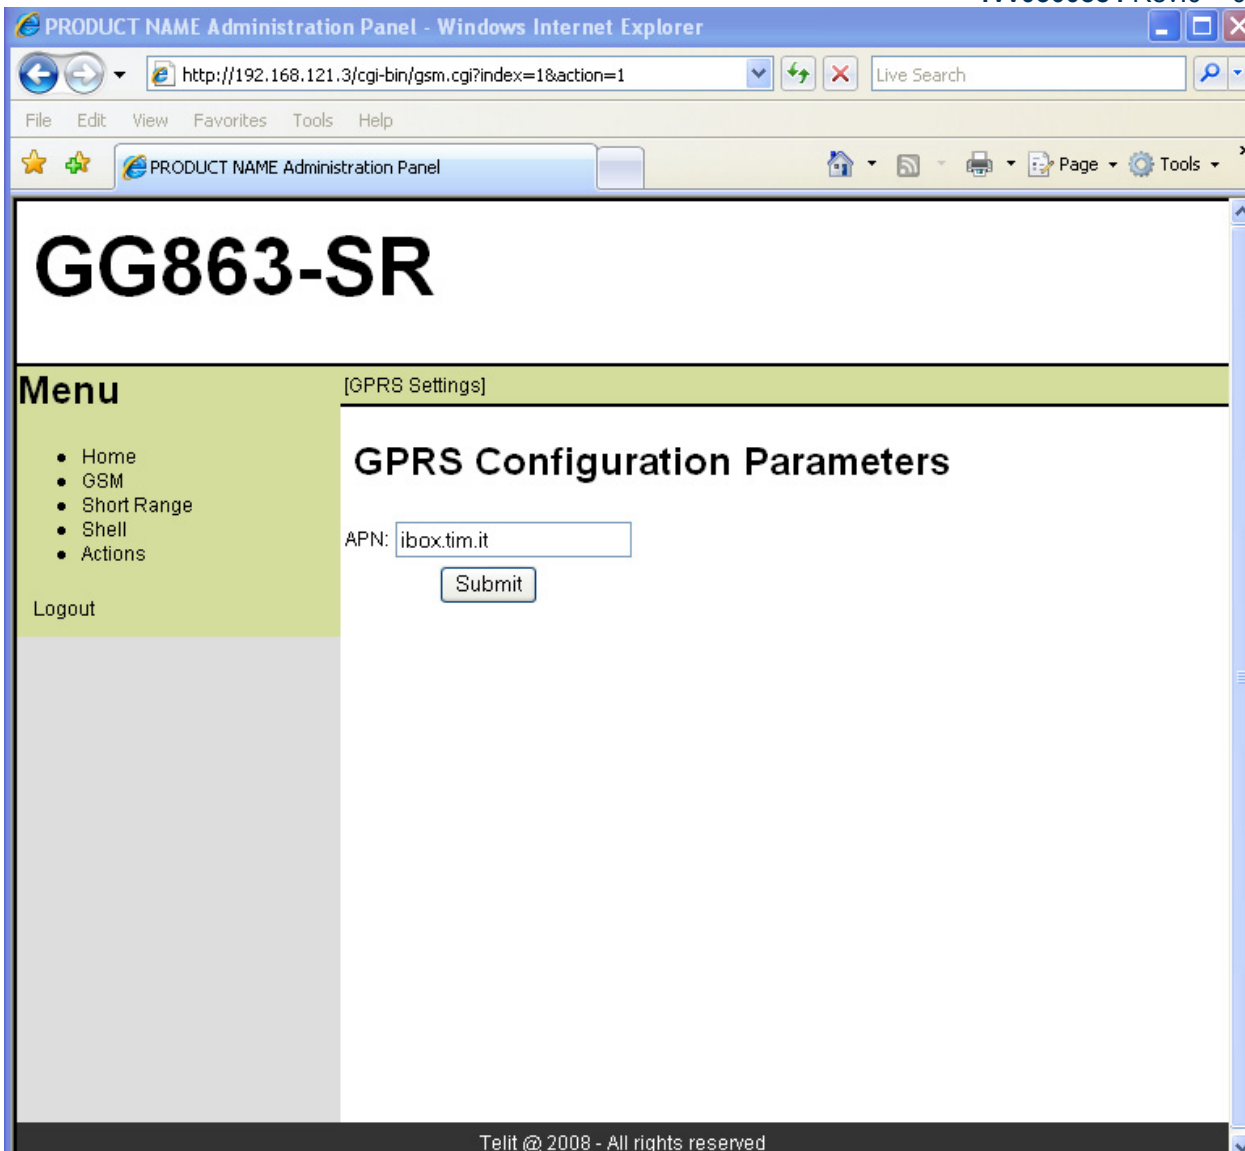 PRODUCT NAME Administration Panel - Windows Internet Explorer
http://192.168.121.3/cgi-bin/gsm.cgi?index=1&action=1
Live Search
File Edit View Favorites Tools Help
PRODUCT NAME Administration Panel
Page Tools
GG863-SR
Menu
[GPRS Settings]
Home
GSM
Short Range
Shell
Actions
Logout
GPRS Configuration Parameters
APN: ibox.tim.it
Submit
Telit @ 2008 - All rights reserved